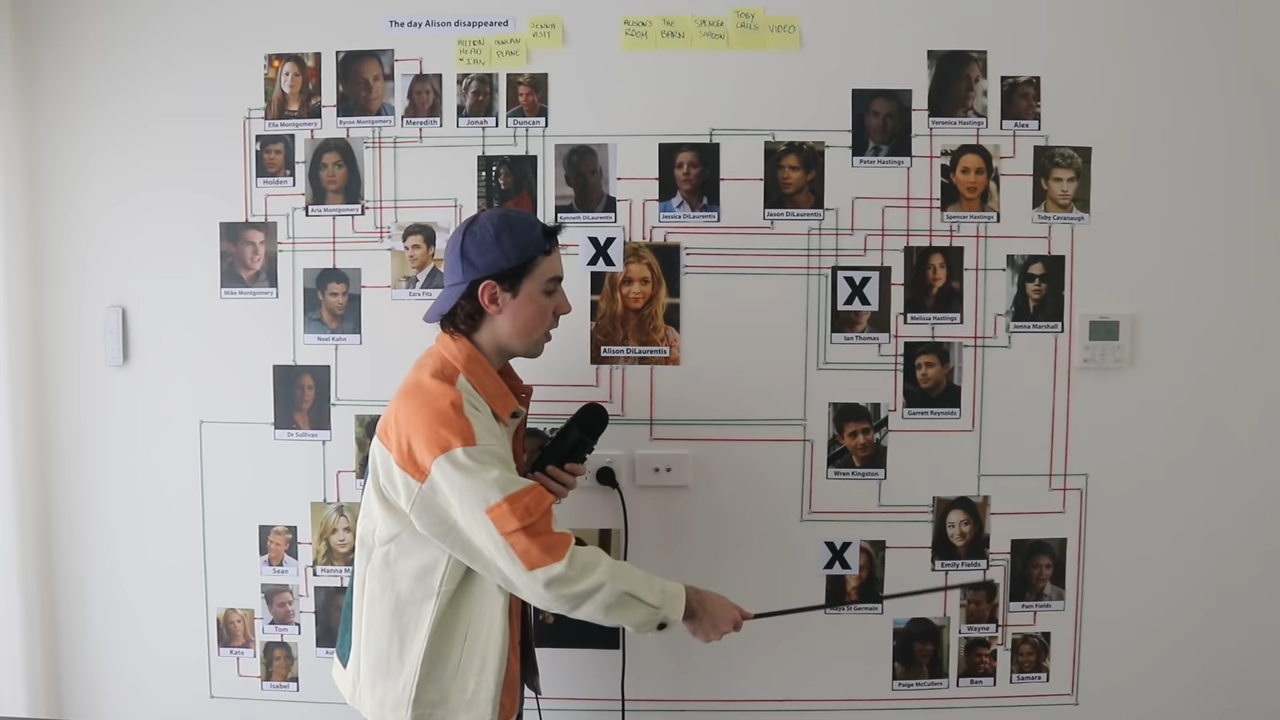 The day Alison disappeared
JENNA
VISIT
HILTON
HEAD
W IAN
DUNCAN
PLANE
ALISON'S
ROOM
THE
BARN
SPENCER
SHADOW
TOBY
CALLS
VIDEO
Ella Montgomery
Byron Montgomery
Meredith
Jonah
Duncan
Veronica Hastings
Alex
Peter Hastings
Holden
Aria Montgomery
Kenneth DiLaurentis
Jessica DiLaurentis
Jason DiLaurentis
Spencer Hastings
Toby Cavanaugh
Mike Montgomery
Ezra Fitz
X
Noel Kahn
Alison DiLaurentis
X
Ian Thomas
Melissa Hastings
Jenna Marshall
Garrett Reynolds
Dr Sullivan
Wren Kingston
Sean
Hanna M
Emily Fields
X
Maya St Germain
Pam Fields
Tom
Wayne
Kate
Isabel
Paige McCullers
Ben
Samara